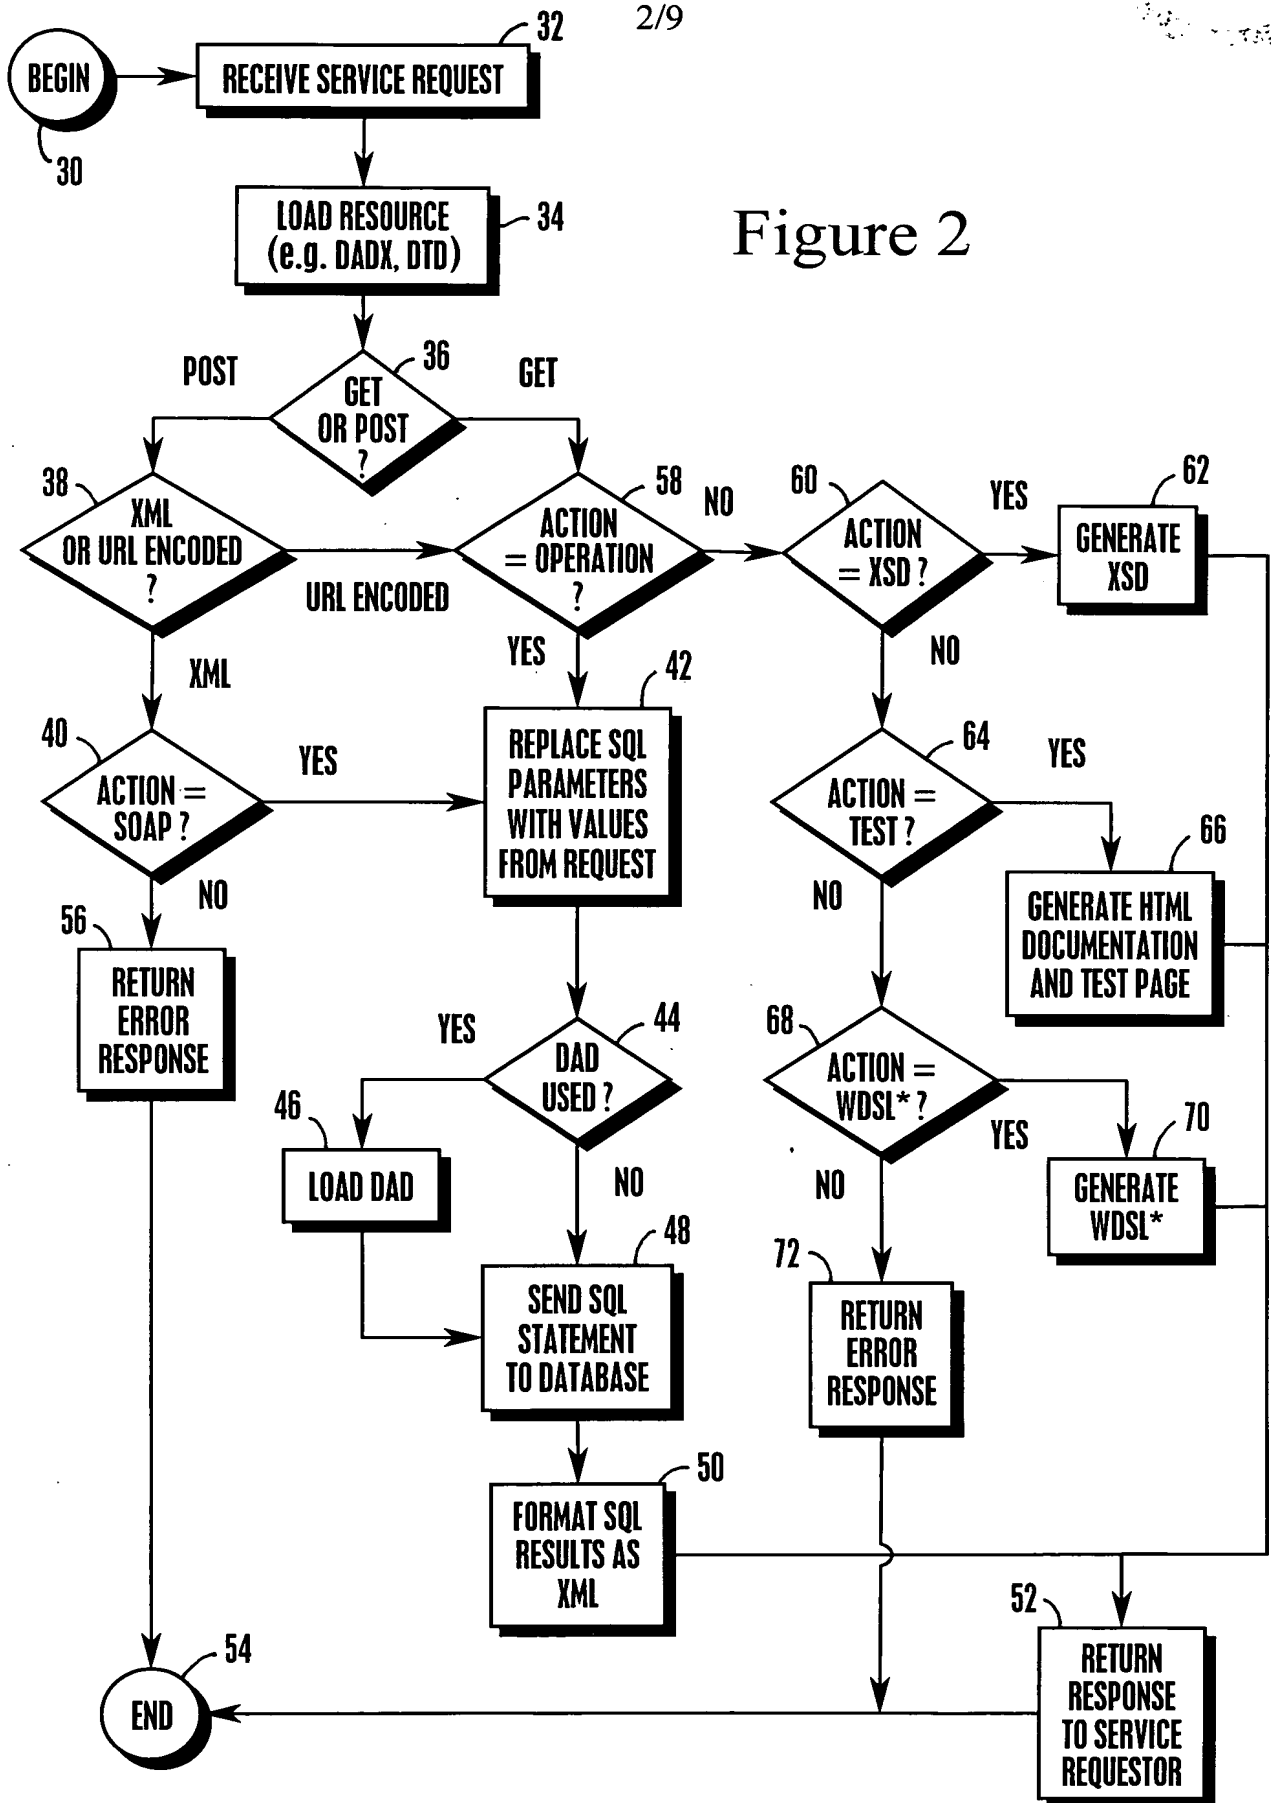 2/9
32
BEGIN
RECEIVE SERVICE REQUEST
30
LOAD RESOURCE
(e.g. DADX, DTD)
34
Figure 2
POST
36
GET
GET
OR POST
?
38
XML
OR URL ENCODED
?
URL ENCODED
58
ACTION
= OPERATION
?
NO
60
ACTION
= XSD ?
YES
62
GENERATE
XSD
XML
YES
NO
40
ACTION =
SOAP ?
YES
42
REPLACE SQL
PARAMETERS
WITH VALUES
FROM REQUEST
64
ACTION =
TEST ?
YES
66
GENERATE HTML
DOCUMENTATION
AND TEST PAGE
NO
NO
56
RETURN
ERROR
RESPONSE
YES
44
DAD
USED ?
68
ACTION =
WDSL* ?
YES
70
GENERATE
WDSL*
46
LOAD DAD
NO
NO
48
SEND SQL
STATEMENT
TO DATABASE
72
RETURN
ERROR
RESPONSE
50
FORMAT SQL
RESULTS AS
XML
52
RETURN
RESPONSE
TO SERVICE
REQUESTOR
54
END